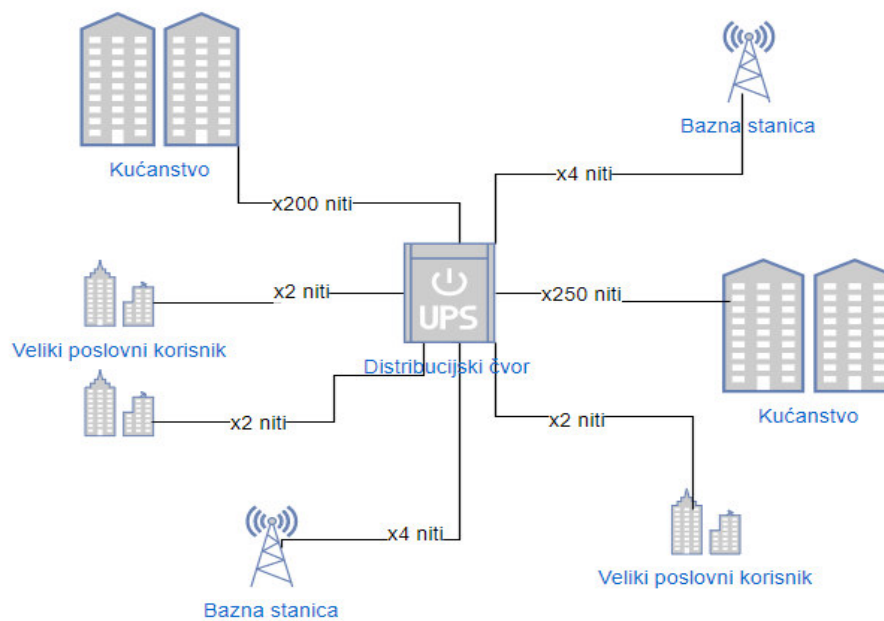 Bazna stanica
Kućanstvo
x4 niti
x200 niti
x2 niti
x250 niti
UPS
Veliki poslovni korisnik
Distribucijski čvor
x2 niti
x2 niti
Kućanstvo
x4 niti
Veliki poslovni korisnik
Bazna stanica